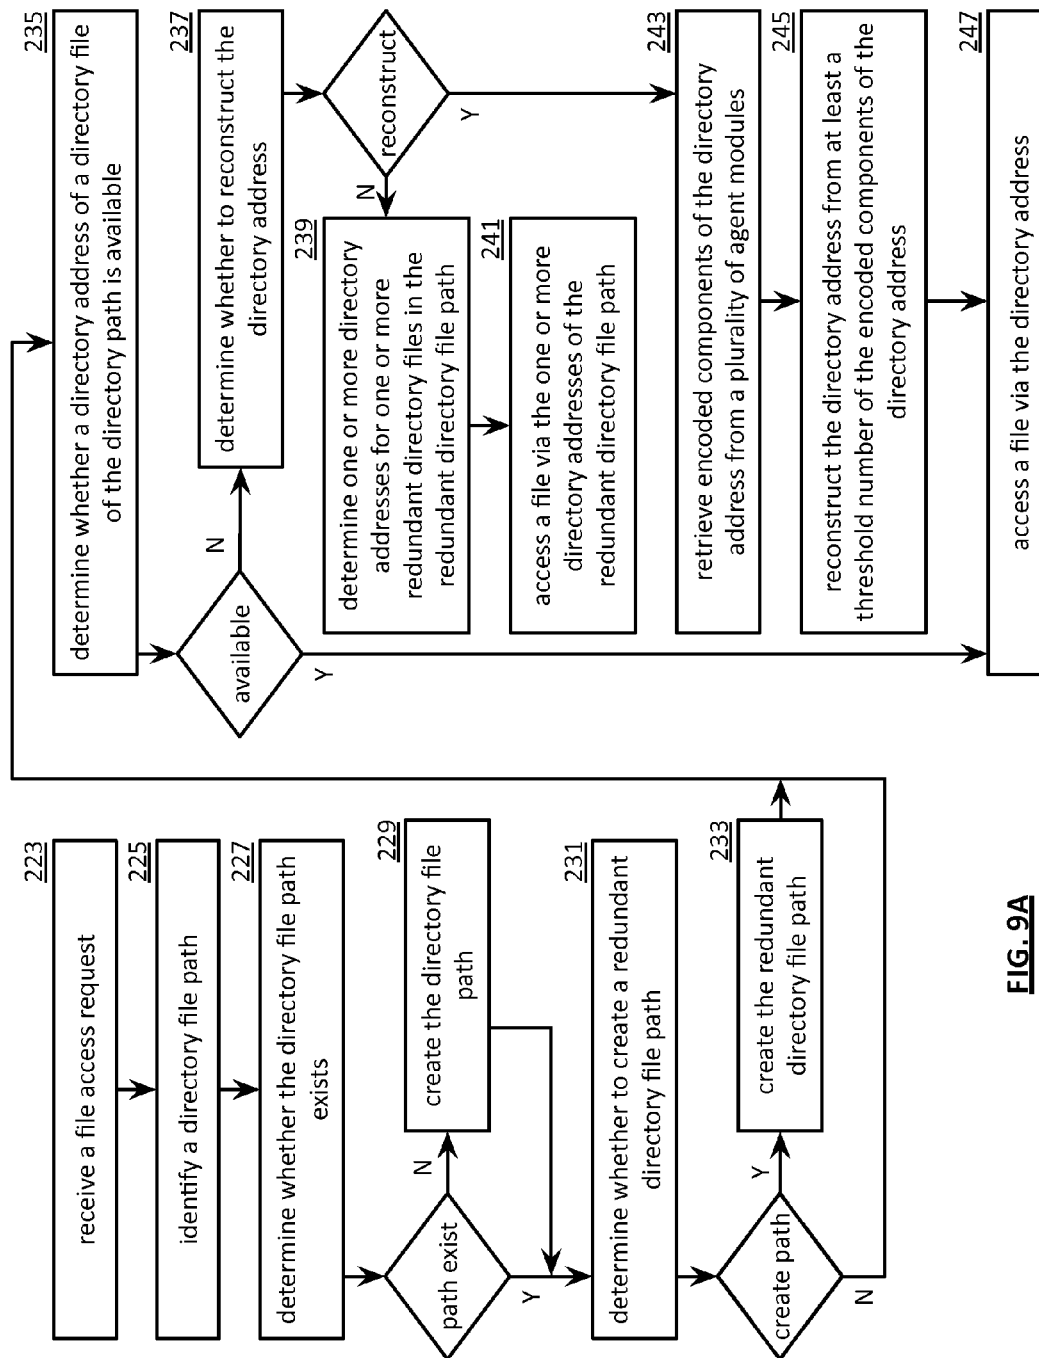 223
receive a file access request
225
identify a directory file path
227
determine whether the directory file path
exists
path exist
N
Y
229
create the directory file
path
231
determine whether to create a redundant
directory file path
create path
Y
N
233
create the redundant
directory file path
235
determine whether a directory address of a directory file
of the directory path is available
available
N
Y
237
determine whether to reconstruct the
directory address
reconstruct
N
Y
239
determine one or more directory
addresses for one or more
redundant directory files in the
redundant directory file path
241
access a file via the one or more
directory addresses of the
redundant directory file path
243
retrieve encoded components of the directory
address from a plurality of agent modules
245
reconstruct the directory address from at least a
threshold number of the encoded components of the
directory address
247
access a file via the directory address
FIG. 9A